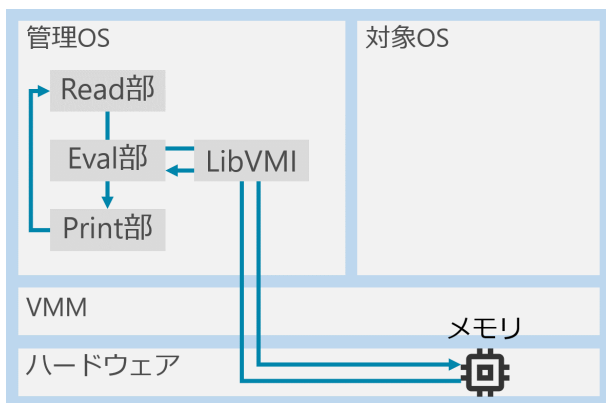 管理OS
対象OS
Read部
Eval部
LibVMI
Print部
VMM
メモリ
ハードウェア